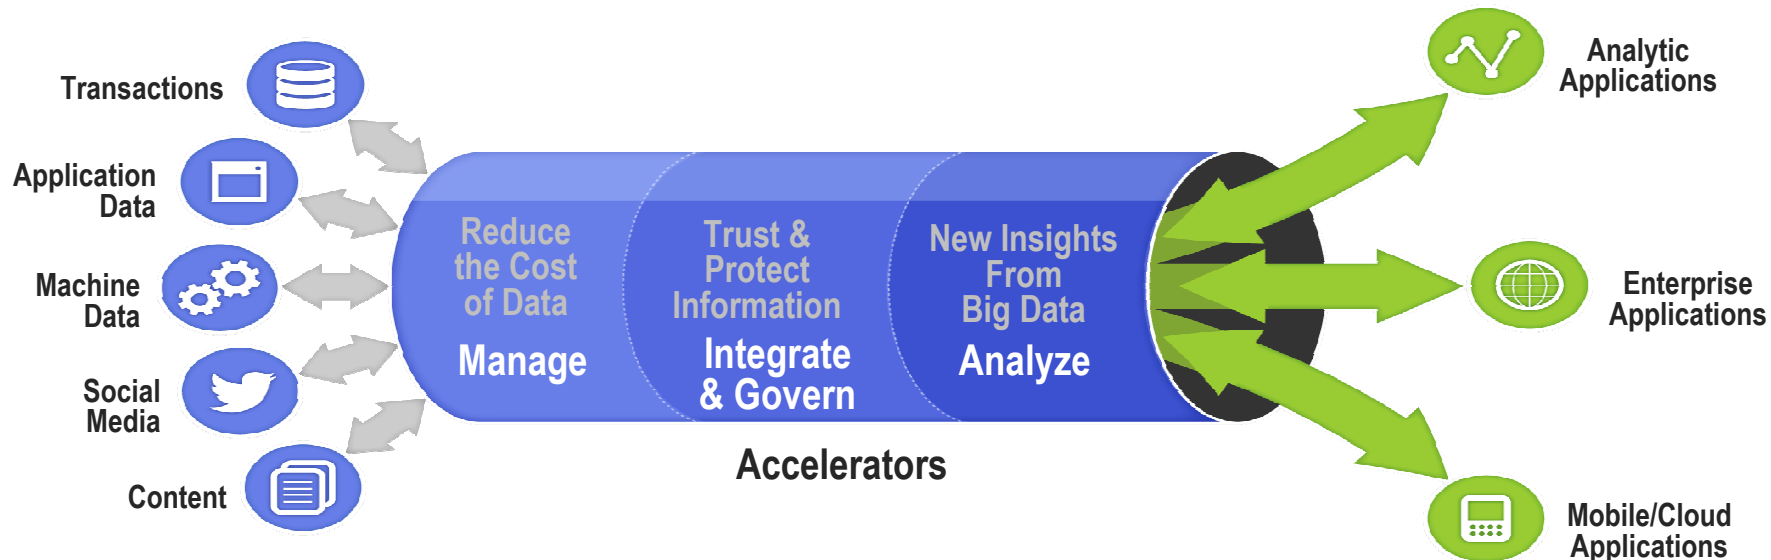 Transactions
Application
Data
Machine
Data
Social
Media
Content
Reduce
the Cost
of Data
Manage
Trust &
Protect
Information
Integrate
& Govern
New Insights
From
Big Data
Analyze
Accelerators
Analytic
Applications
Enterprise
Applications
Mobile/Cloud
Applications